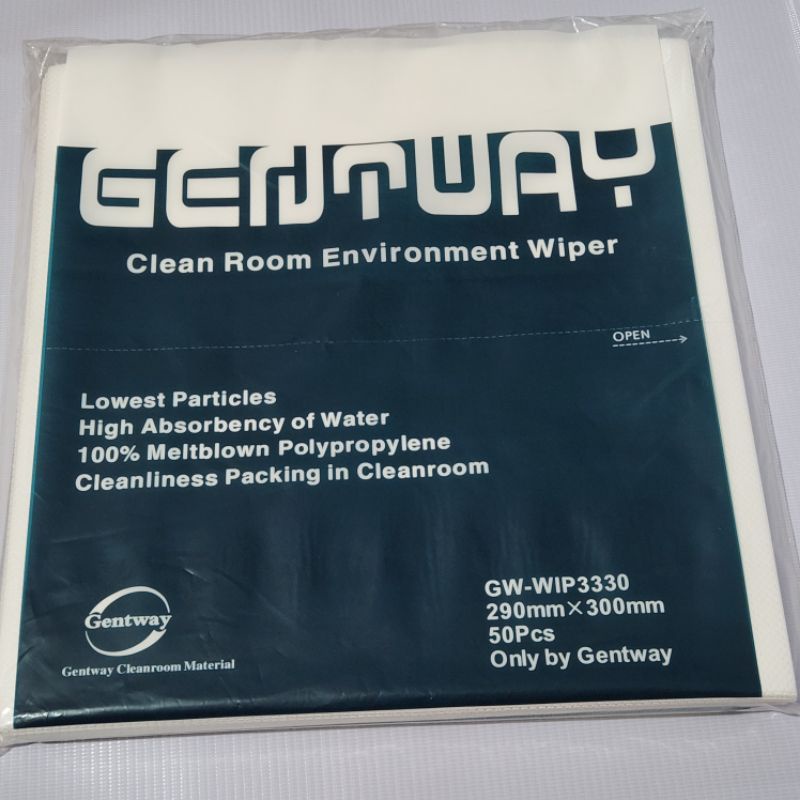 GENTWAY
Clean Room Environment Wiper
OPEN
Lowest Particles
High Absorbency of Water
100% Meltblown Polypropylene
Cleanliness Packing in Cleanroom
Gentway
Gentway Cleanroom Material
GW-WIP3330
290mm×300mm
50Pcs
Only by Gentway